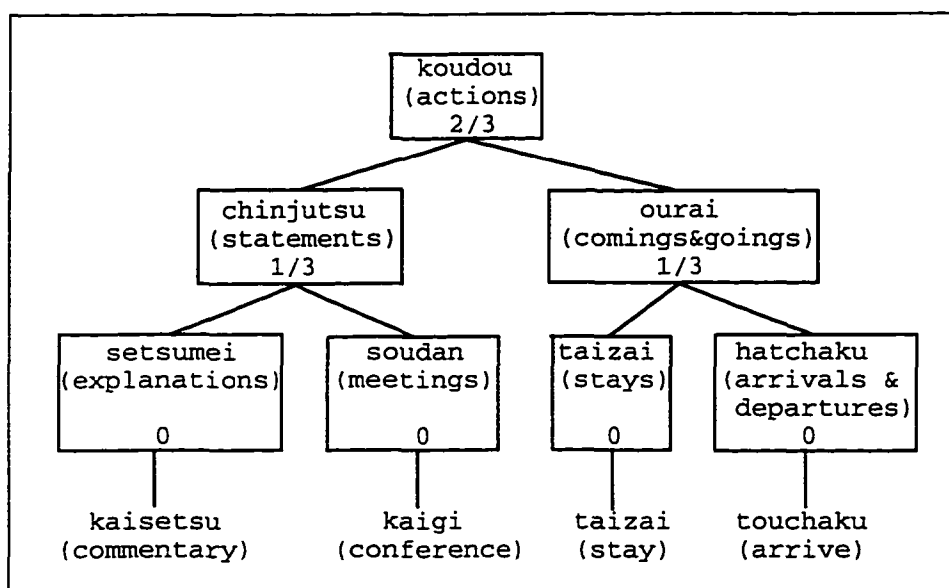 koudou
(actions)
2/3
chinjutsu
(statements)
1/3
ourai
(comings&goings)
1/3
setsumei
(explanations)
0
soudan
(meetings)
0
taizai
(stays)
0
hatchaku
(arrivals &
departures)
0
kaisetsu
(commentary)
kaigi
(conference)
taizai
(stay)
touchaku
(arrive)